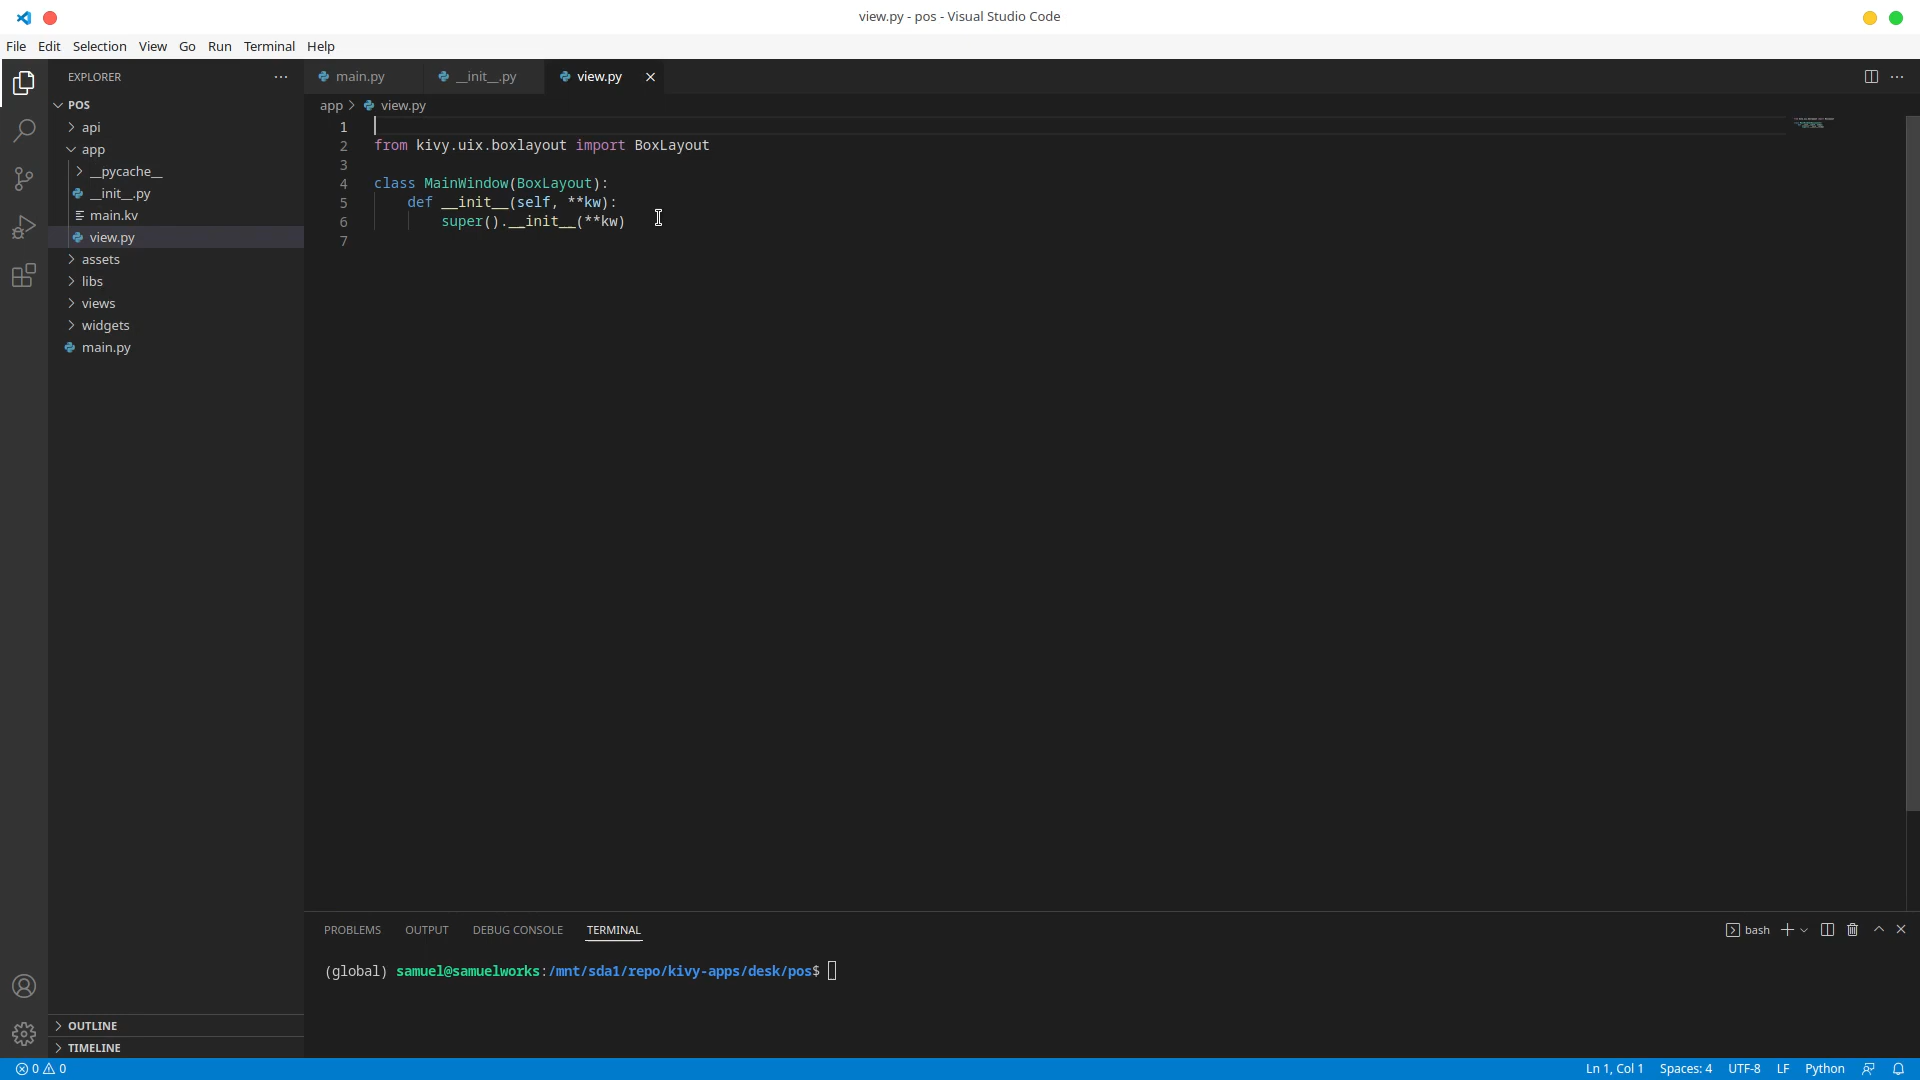 view.py - pos - Visual Studio Code
File Edit Selection View Go Run Terminal Help
EXPLORER
main.py
__init__.py
view.py
POS
api
app
__pycache__
__init__.py
main.kv
view.py
assets
libs
views
widgets
main.py
OUTLINE
TIMELINE
app > view.py
1
2 from kivy.uix.boxlayout import BoxLayout
3
4 class MainWindow(BoxLayout):
5 def __init__(self, **kw):
6 super().__init__(**kw)
7
PROBLEMS OUTPUT DEBUG CONSOLE TERMINAL
bash
(global) samuel@samuelworks:/mnt/sda1/repo/kivy-apps/desk/pos$
0 0
Ln 1, Col 1 Spaces: 4 UTF-8 LF Python